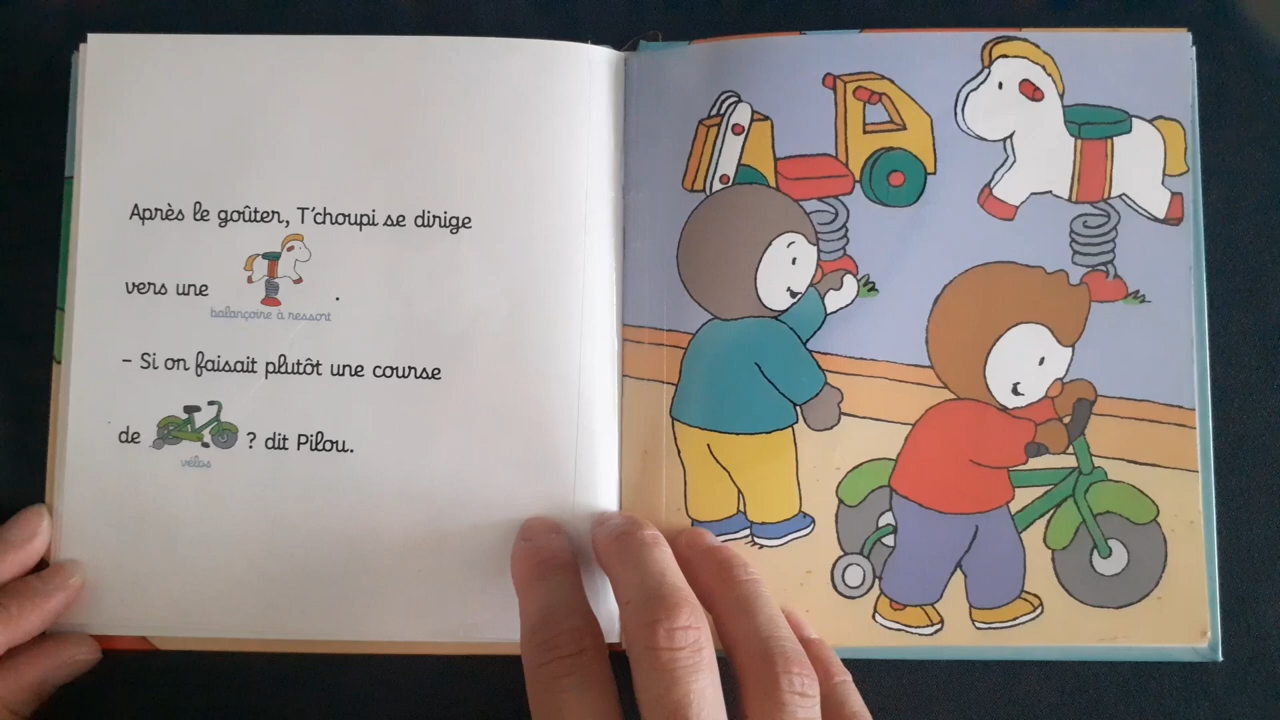 Après le goûter, T'choupi se dirige
vers une .
balançoire à ressort
– Si on faisait plutôt une course
de ? dit Pilou.
vélos